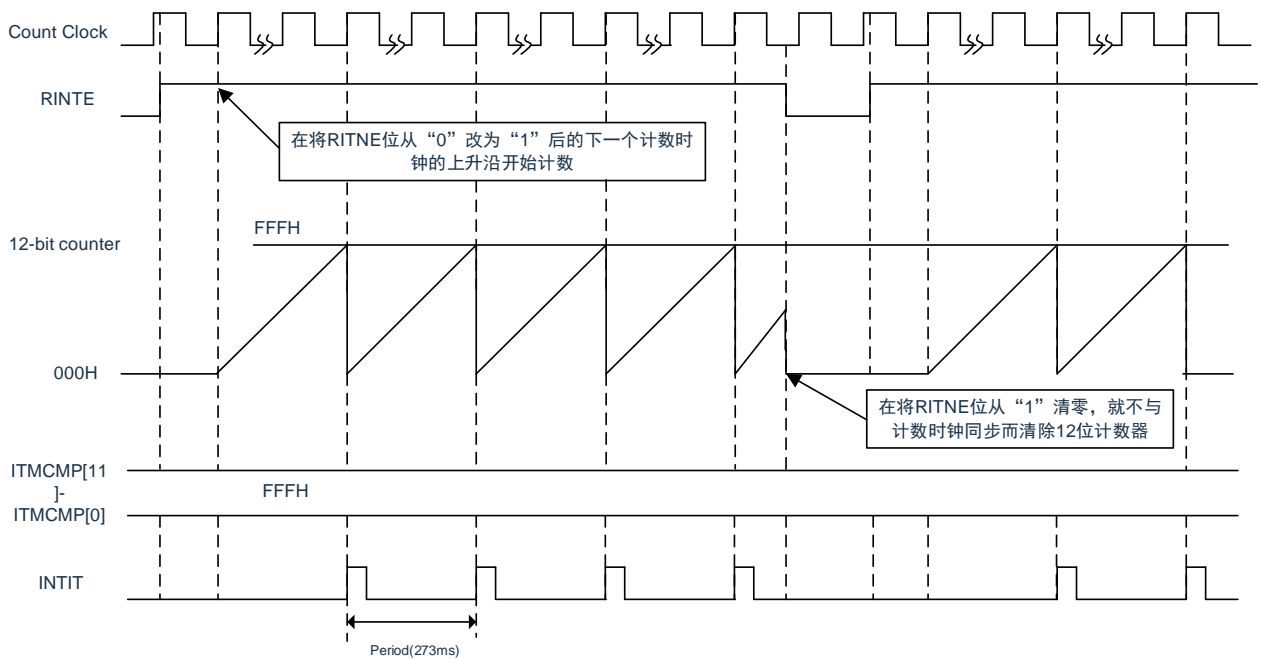 Count Clock
RINTE
在将RITNE位从“0”改为“1”后的下一个计数时
钟的上升沿开始计数
FFFH
12-bit counter
000H
在将RITNE位从“1”清零，就不与
计数时钟同步而清除12位计数器
ITMCMP[11
]-
ITMCMP[0]
FFFH
INTIT
Period(273ms)